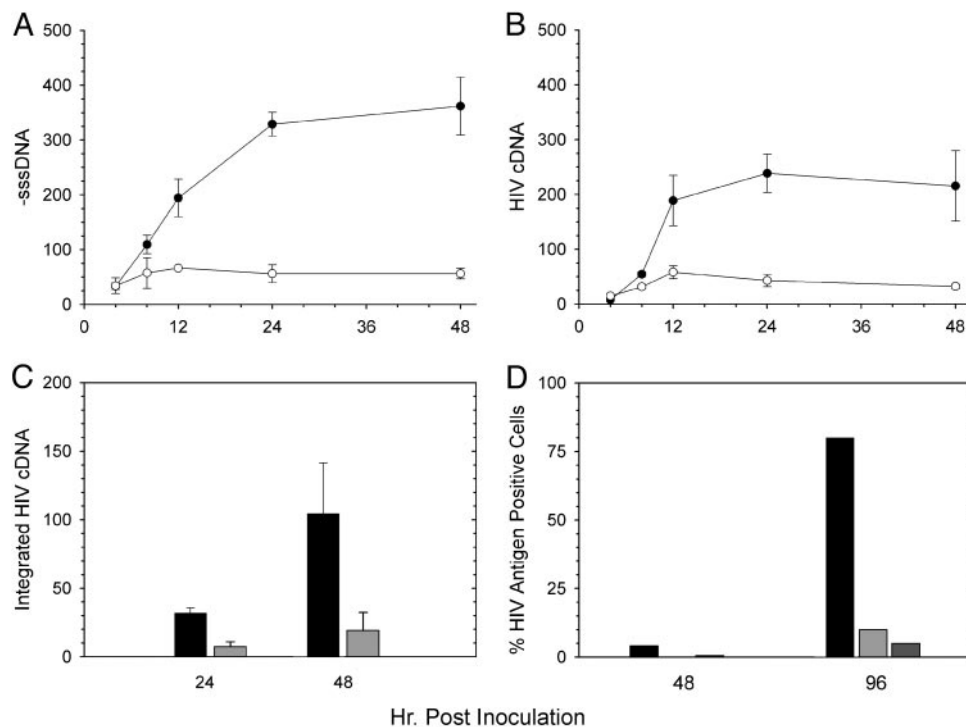 A
-sssDNA
500
400
300
200
100
0
0 12 24 36 48
B
HIV cDNA
500
400
300
200
100
0
0 12 24 36 48
C
Integrated HIV cDNA
200
150
100
50
0
24 48
D
% HIV Antigen Positive Cells
100
75
50
25
0
48 96
Hr. Post Inoculation